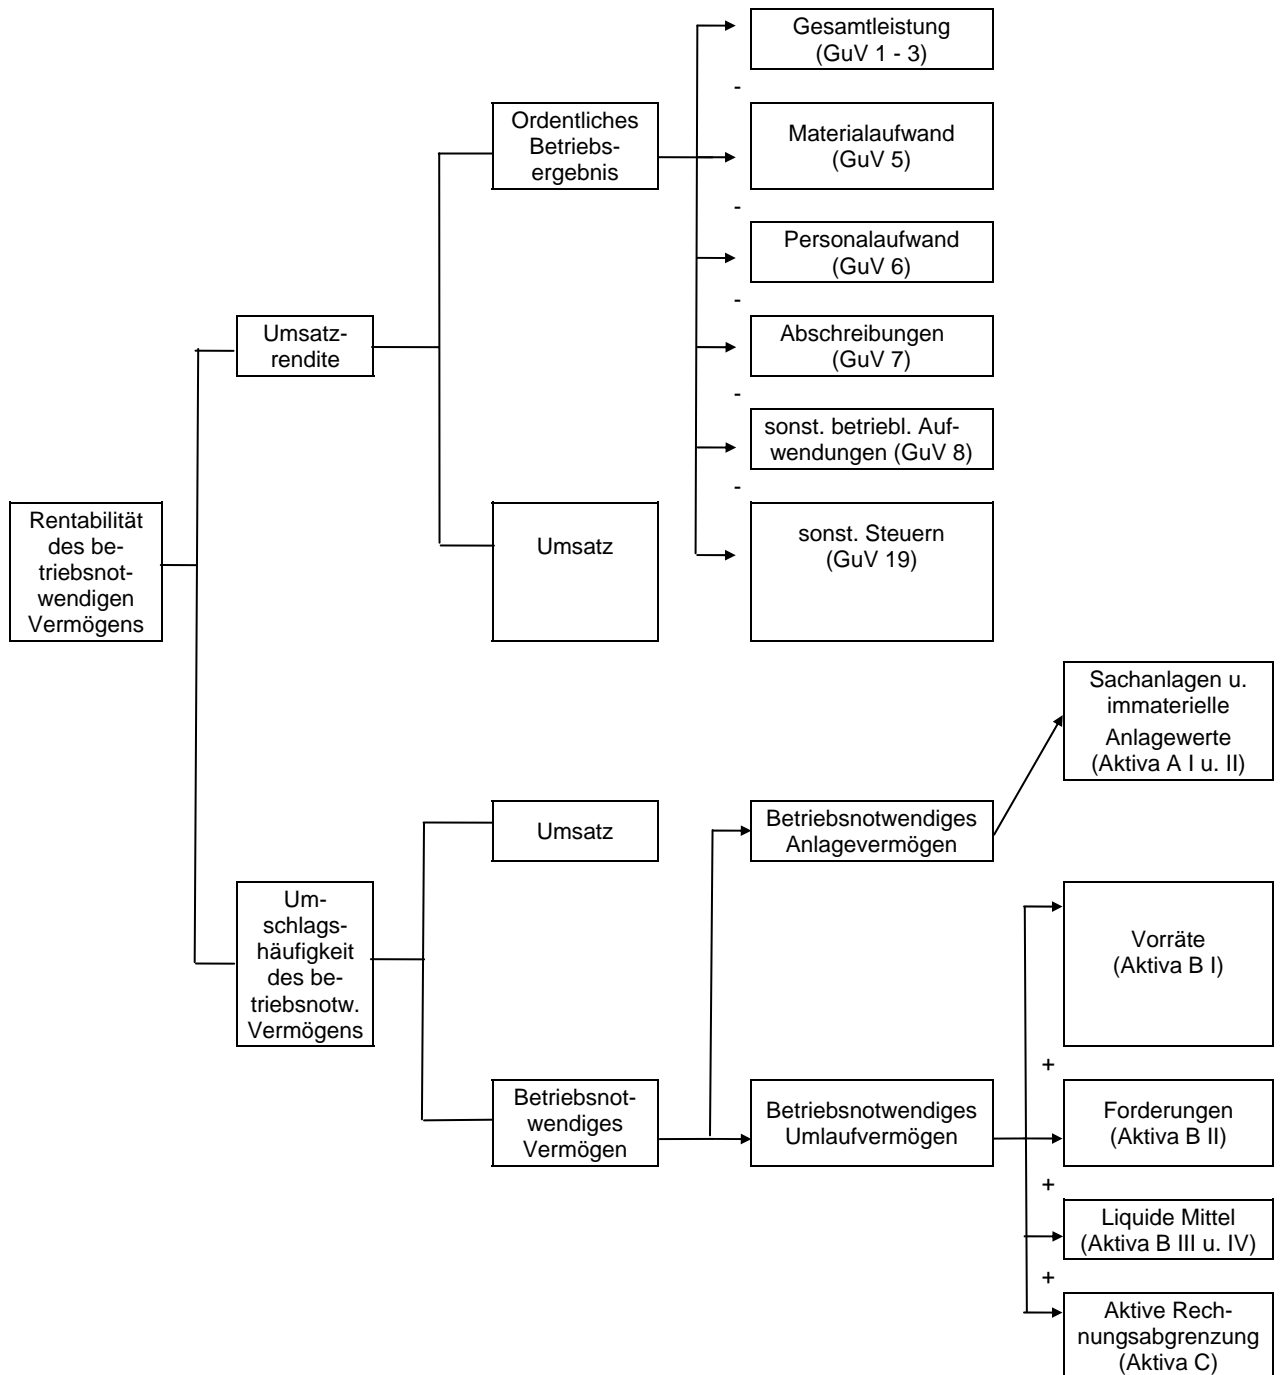 Gesamtleistung
(GuV 1 - 3)
-
Ordentliches
Betriebs-
ergebnis
Materialaufwand
(GuV 5)
-
Personalaufwand
(GuV 6)
-
Umsatz-
rendite
Abschreibungen
(GuV 7)
-
sonst. betriebl. Auf-
wendungen (GuV 8)
-
Rentabilität
des be-
triebsnot-
wendigen
Vermögens
Umsatz
sonst. Steuern
(GuV 19)
Sachanlagen u.
immaterielle
Anlagewerte
(Aktiva A I u. II)
Umsatz
Betriebsnotwendiges
Anlagevermögen
Um-
schlags-
häufigkeit
des be-
triebsnotw.
Vermögens
Vorräte
(Aktiva B I)
+
Betriebsnot-
wendiges
Vermögen
Betriebsnotwendiges
Umlaufvermögen
Forderungen
(Aktiva B II)
+
Liquide Mittel
(Aktiva B III u. IV)
+
Aktive Rech-
nungsabgrenzung
(Aktiva C)